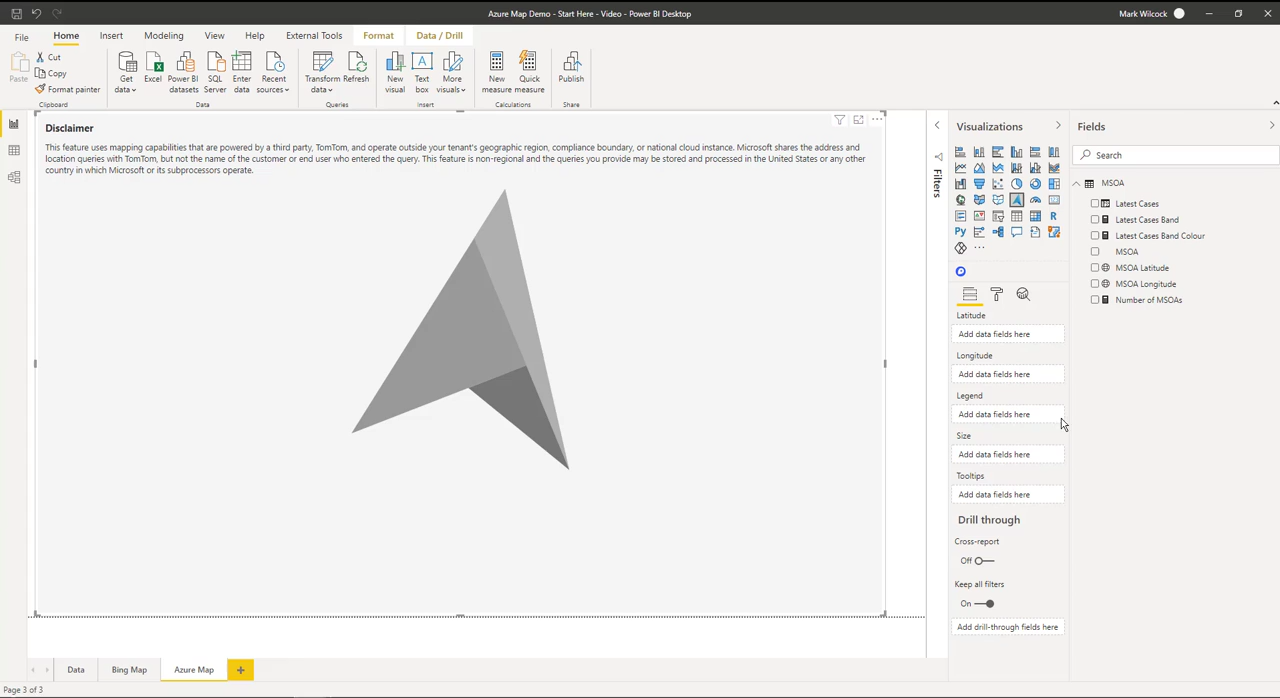 Azure Map Demo - Start Here - Video - Power BI Desktop
Mark Wilcock
File
Home
Insert
Modeling
View
Help
External Tools
Format
Data / Drill
Paste
Cut
Copy
Format painter
Clipboard
Get data
Excel
Power BI datasets
SQL Server
Enter data
Recent sources
Data
Transform data
Refresh
Queries
New visual
Text box
More visuals
Insert
New measure
Quick measure
Calculations
Publish
Share
Disclaimer
This feature uses mapping capabilities that are powered by a third party, TomTom, and operate outside your tenant's geographic region, compliance boundary, or national cloud instance. Microsoft shares the address and
location queries with TomTom, but not the name of the customer or end user who entered the query. This feature is non-regional and the queries you provide may be stored and processed in the United States or any other
country in which Microsoft or its subprocessors operate.
Filters
Visualizations
R
Py
Latitude
Add data fields here
Longitude
Add data fields here
Legend
Add data fields here
Size
Add data fields here
Tooltips
Add data fields here
Drill through
Cross-report
Off
Keep all filters
On
Add drill-through fields here
Fields
Search
MSOA
Latest Cases
Latest Cases Band
Latest Cases Band Colour
MSOA
MSOA Latitude
MSOA Longitude
Number of MSOAs
Data
Bing Map
Azure Map
Page 3 of 3